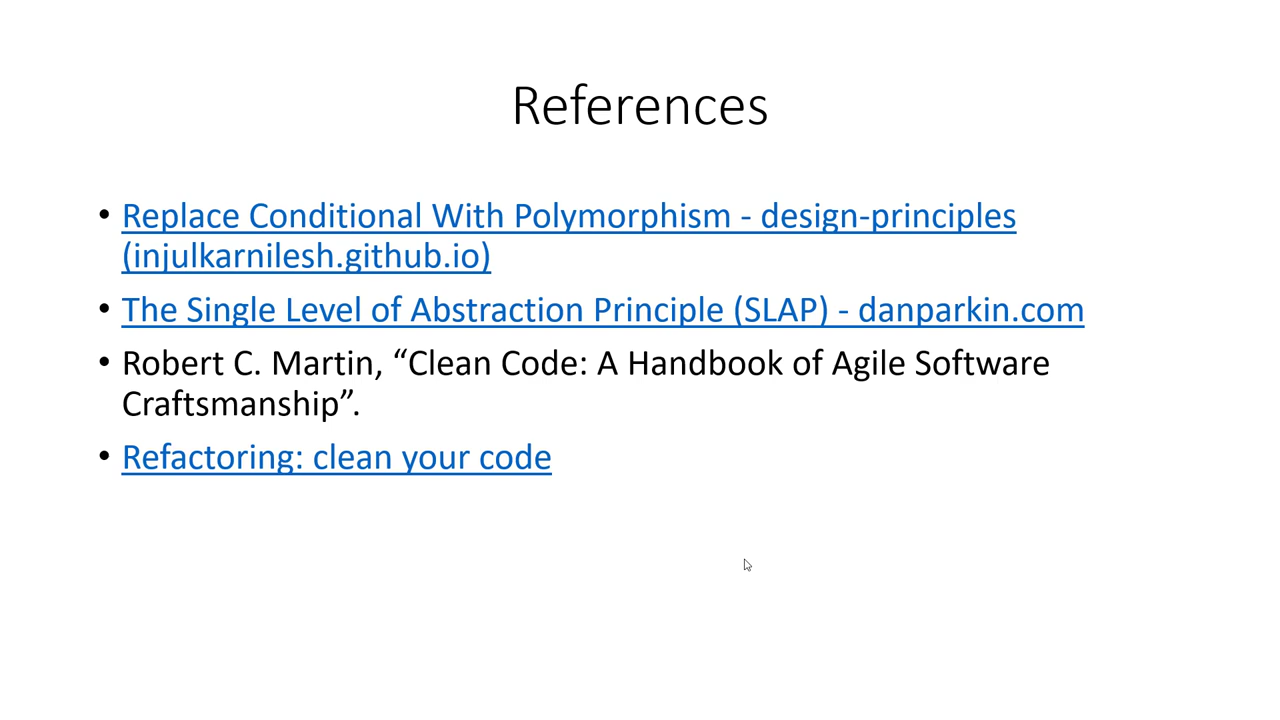 References
• Replace Conditional With Polymorphism - design-principles
(injulkarnilesh.github.io)
• The Single Level of Abstraction Principle (SLAP) - danparkin.com
• Robert C. Martin, “Clean Code: A Handbook of Agile Software
Craftsmanship”.
• Refactoring: clean your code